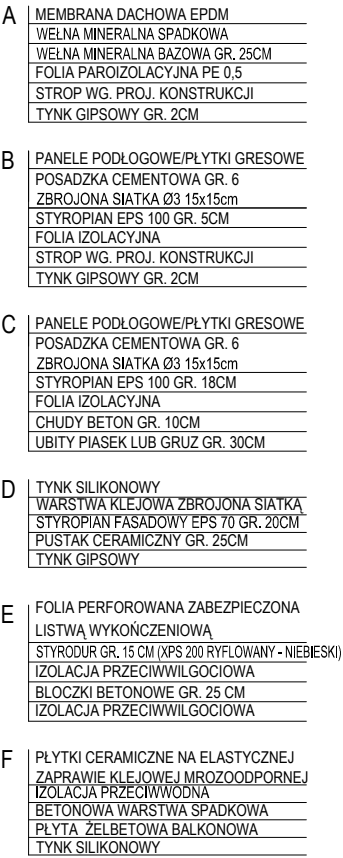 A MEMBRANA DACHOWA EPDM
WEŁNA MINERALNA SPADKOWA
WEŁNA MINERALNA BAZOWA GR. 25CM
FOLIA PAROIZOLACYJNA PE 0,5
STROP WG. PROJ. KONSTRUKCJI
TYNK GIPSOWY GR. 2CM
B PANELE PODŁOGOWE/PŁYTKI GRESOWE
POSADZKA CEMENTOWA GR. 6
ZBROJONA SIATKA Ø3 15x15cm
STYROPIAN EPS 100 GR. 5CM
FOLIA IZOLACYJNA
STROP WG. PROJ. KONSTRUKCJI
TYNK GIPSOWY GR. 2CM
C PANELE PODŁOGOWE/PŁYTKI GRESOWE
POSADZKA CEMENTOWA GR. 6
ZBROJONA SIATKA Ø3 15x15cm
STYROPIAN EPS 100 GR. 18CM
FOLIA IZOLACYJNA
CHUDY BETON GR. 10CM
UBITY PIASEK LUB GRUZ GR. 30CM
D TYNK SILIKONOWY
WARSTWA KLEJOWA ZBROJONA SIATKĄ
STYROPIAN FASADOWY EPS 70 GR. 20CM
PUSTAK CERAMICZNY GR. 25CM
TYNK GIPSOWY
E FOLIA PERFOROWANA ZABEZPIECZONA
LISTWĄ WYKOŃCZENIOWĄ
STYRODUR GR. 15 CM (XPS 200 RYFLOWANY - NIEBIESKI)
IZOLACJA PRZECIWWILGOCIOWA
BLOCZKI BETONOWE GR. 25 CM
IZOLACJA PRZECIWWILGOCIOWA
F PŁYTKI CERAMICZNE NA ELASTYCZNEJ
ZAPRAWIE KLEJOWEJ MROZOODPORNEJ
IZOLACJA PRZECIWWODNA
BETONOWA WARSTWA SPADKOWA
PŁYTA ŻELBETOWA BALKONOWA
TYNK SILIKONOWY